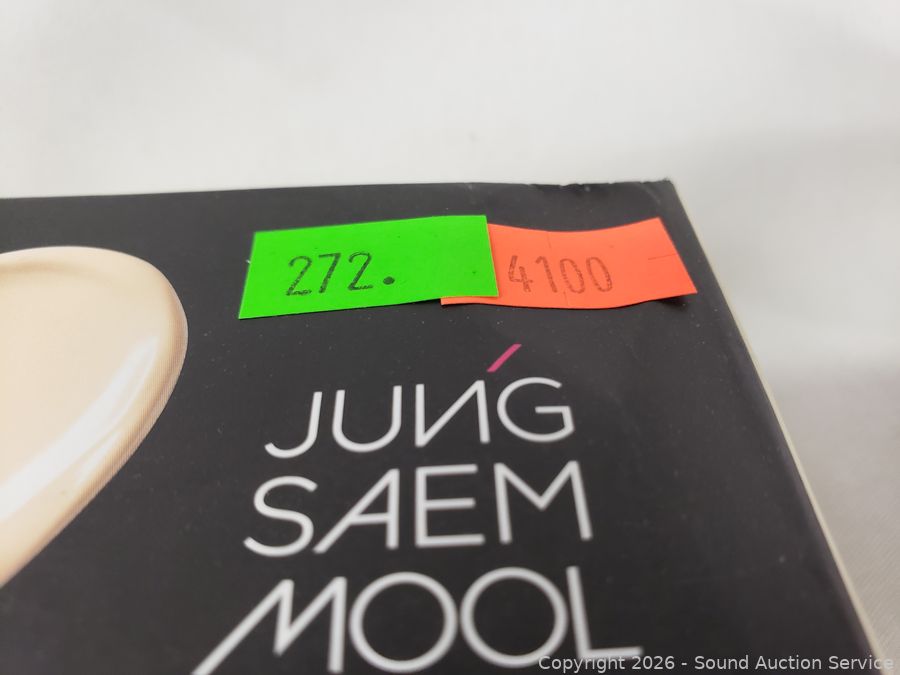 272.
4100
JUNG
SAEM
MOOL
Copyright 2026 - Sound Auction Service